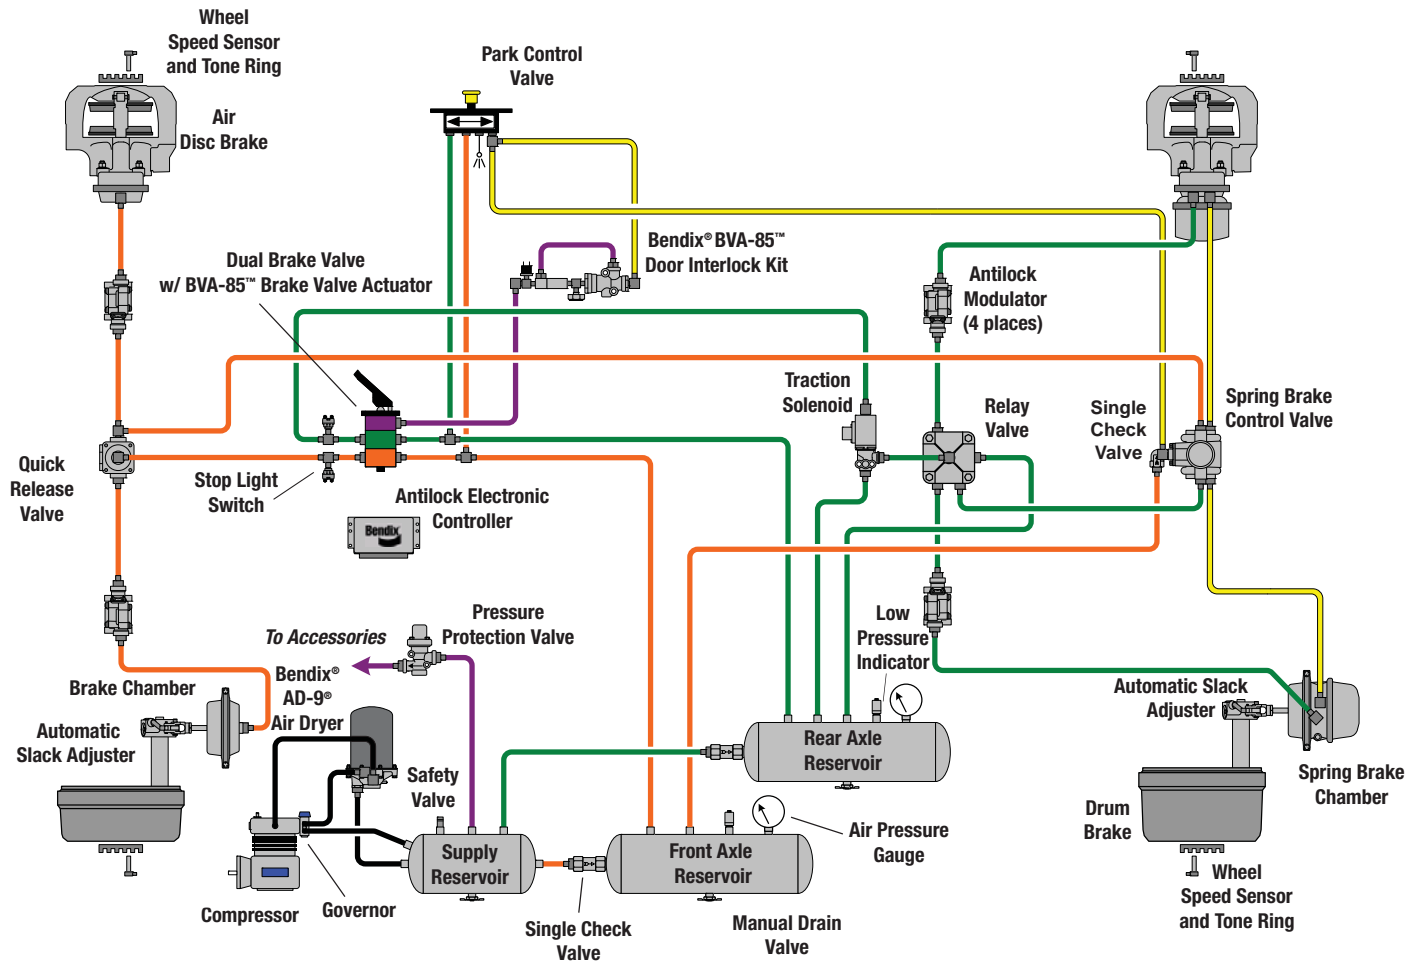 Wheel
Speed Sensor
and Tone Ring
Air
Disc Brake
Park Control
Valve
Dual Brake Valve
w/ BVA-85™ Brake Valve Actuator
Bendix® BVA-85™
Door Interlock Kit
Antilock
Modulator
(4 places)
Traction
Solenoid
Relay
Valve
Single
Check
Valve
Spring Brake
Control Valve
Quick
Release
Valve
Stop Light
Switch
Antilock Electronic
Controller
Bendix
To Accessories
Pressure
Protection Valve
Low
Pressure
Indicator
Brake Chamber
Bendix®
AD-9®
Air Dryer
Automatic
Slack Adjuster
Safety
Valve
Rear Axle
Reservoir
Automatic Slack
Adjuster
Spring Brake
Chamber
Drum
Brake
Air Pressure
Gauge
Supply
Reservoir
Front Axle
Reservoir
Compressor
Governor
Single Check
Valve
Manual Drain
Valve
Wheel
Speed Sensor
and Tone Ring